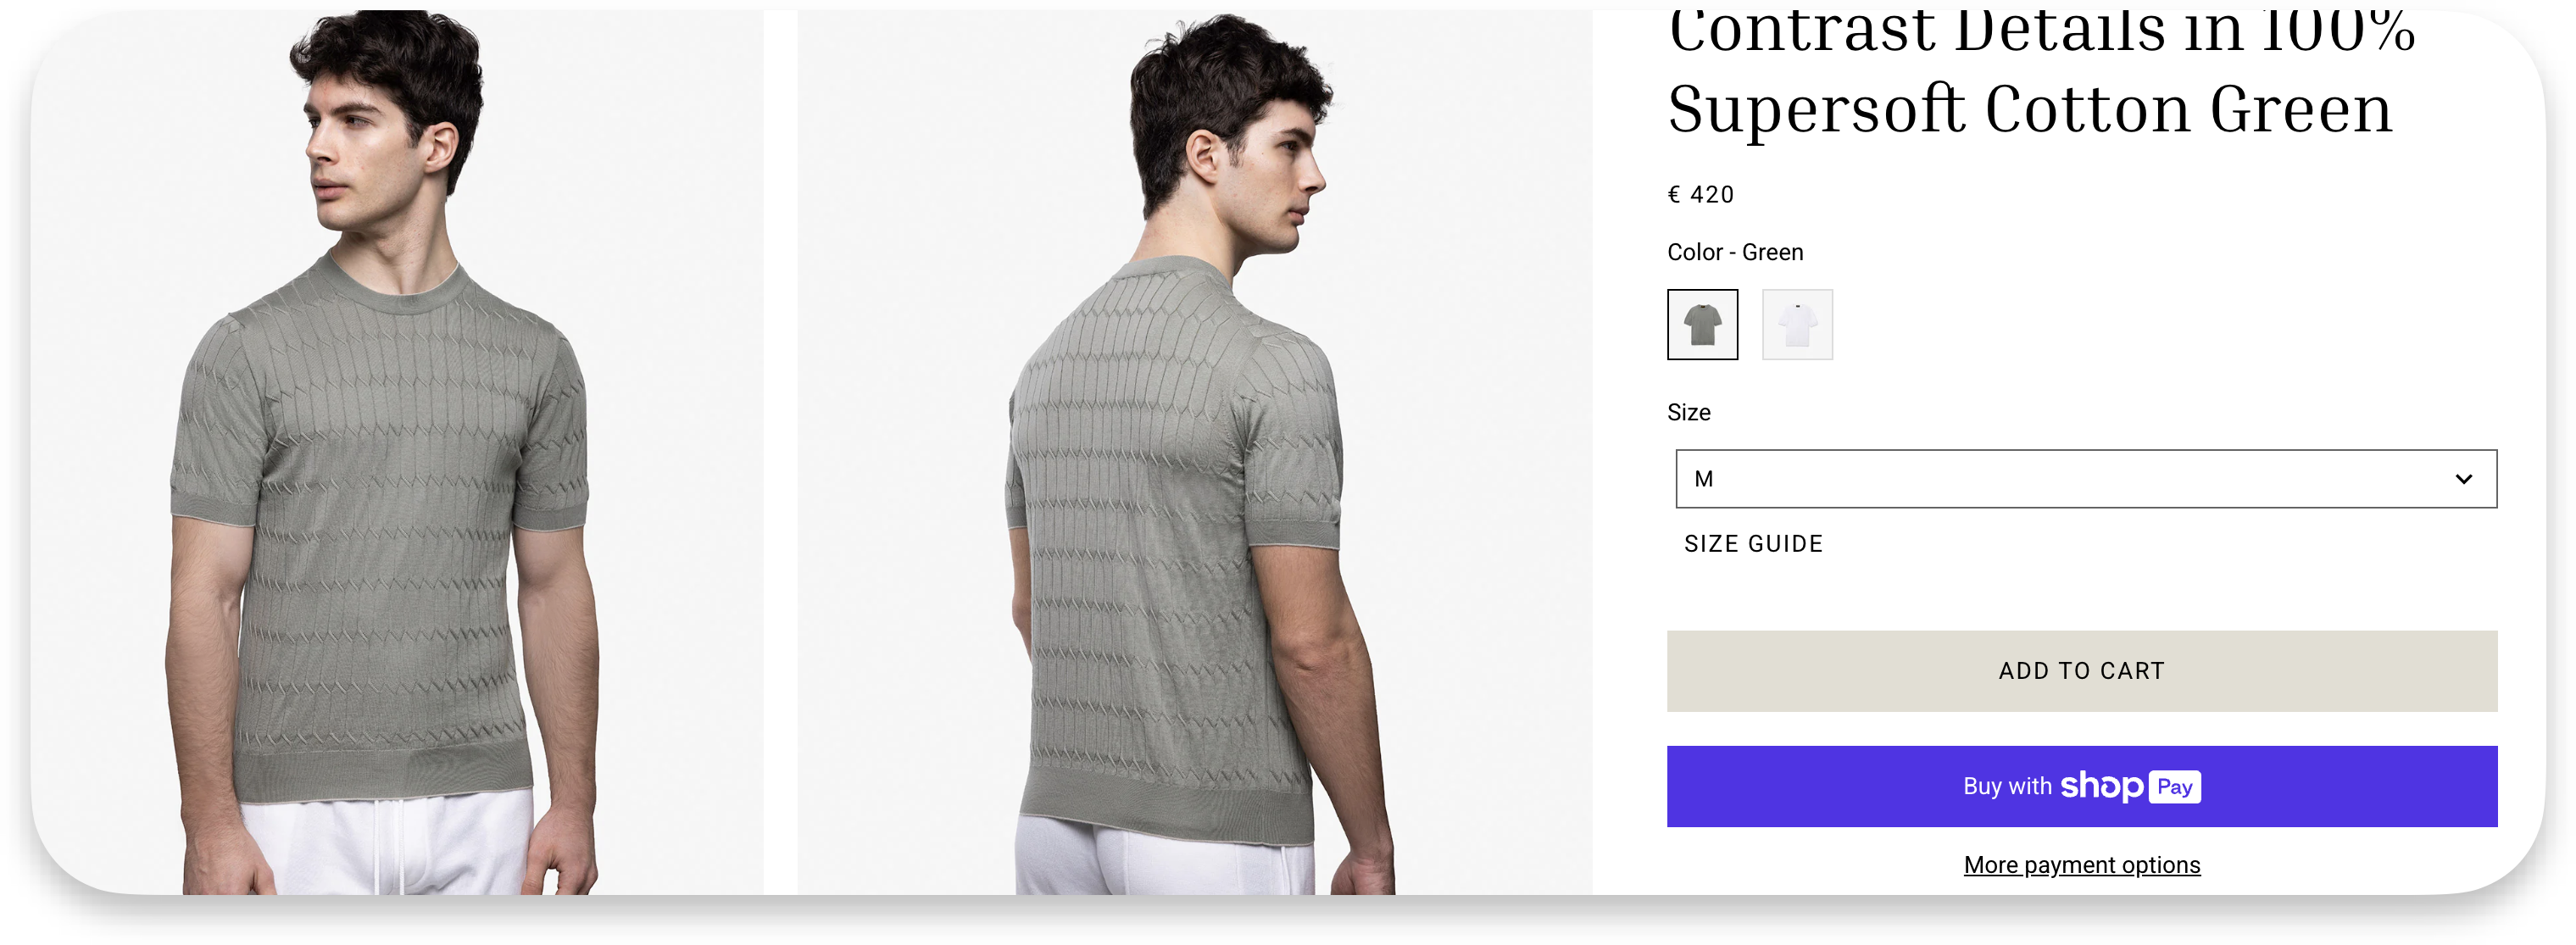 Contrast Details in 100%
Supersoft Cotton Green
€ 420
Color - Green
Size
M
SIZE GUIDE
ADD TO CART
Buy with shop Pay
More payment options